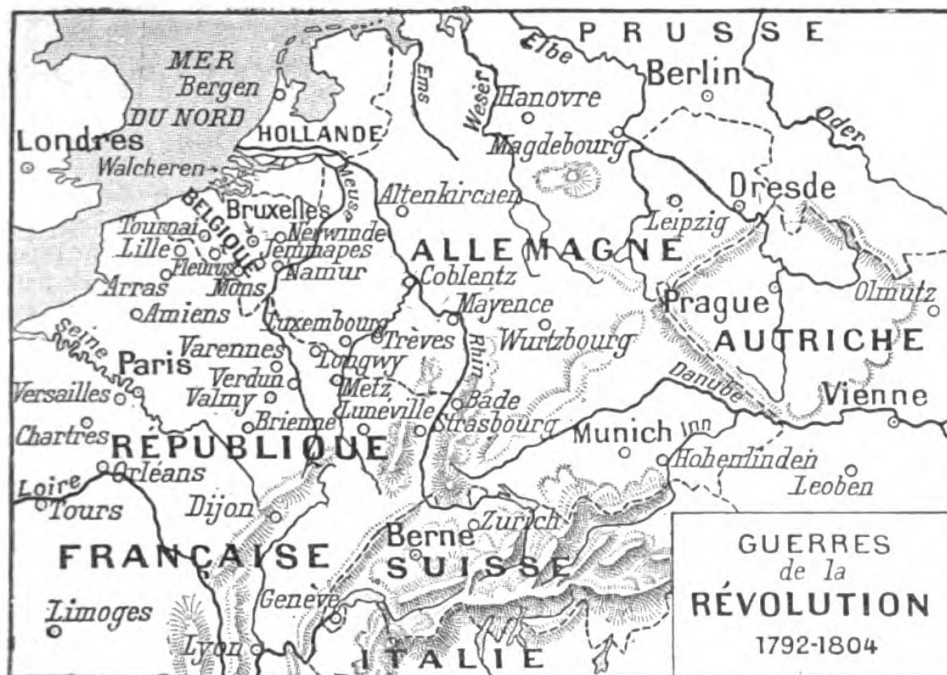 PRUSSE
MER
Bergen
DU NORD
Ems
Weser
Elbe
Hanovre
Berlin
Oder
Londres
HOLLANDE
Magdebourg
Walcheren
Meuse
Altenkirchen
Leipzig
Dresde
BELGIQUE
Bruxelles
Tournai
Nerwinde
Lille
Jemmapes
ALLEMAGNE
Fleurus
Namur
Arras
Mons
Coblentz
Prague
Olmutz
Amiens
Mayence
Seine
Luxembourg
Trèves
Wurtzbourg
AUTRICHE
Paris
Varennes
Longwy
Rhin
Danube
Versailles
Verdun
Metz
Bade
Vienne
Valmy
Luneville
Chartres
Brienne
Strasbourg
Munich
Inn
RÉPUBLIQUE
Hohenlinden
Loire
Orléans
Leoben
Tours
Dijon
Zurich
FRANÇAISE
Berne
SUISSE
Limoges
Genève
Lyon
ITALIE
GUERRES
de la
RÉVOLUTION
1792-1804